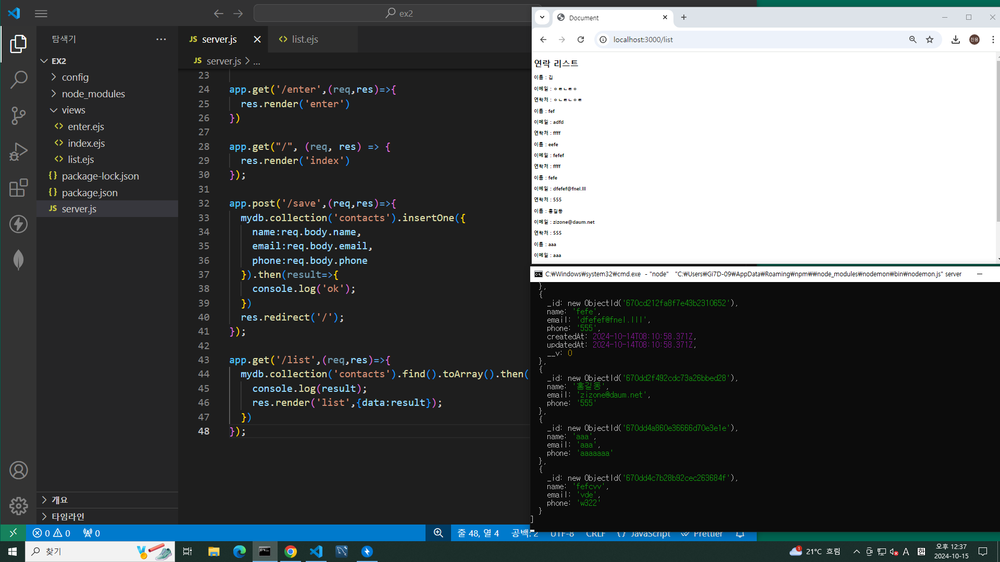 ex2
탐색기
EX2
config
node_modules
views
enter.ejs
index.ejs
list.ejs
package-lock.json
package.json
server.js
개요
타임라인
JS server.js
list.ejs
JS server.js > ...
23
24 app.get('/enter',(req,res)=>{
25 res.render('enter')
26 })
27
28 app.get("/", (req, res) => {
29 res.render('index')
30 });
31
32 app.post('/save',(req,res)=>{
33 mydb.collection('contacts').insertOne({
34 name:req.body.name,
35 email:req.body.email,
36 phone:req.body.phone
37 }).then(result=>{
38 console.log('ok');
39 })
40 res.redirect('/');
41 });
42
43 app.get('/list',(req,res)=>{
44 mydb.collection('contacts').find().toArray().then(
45 console.log(result);
46 res.render('list',{data:result});
47 })
48 });
0 0 0
줄 48, 열 4 공백: 2 UTF-8 CRLF {} JavaScript Prettier
Document
localhost:3000/list
진용
연락 리스트
이름 : 김
이메일 : ㅇㄹㄴㄹㅇ
연락처 : ㅇㄴㄹㄴㅇㄹ
이름 : fef
이메일 : adfd
연락처 : ffff
이름 : eefe
이메일 : fefef
연락처 : ffff
이름 : fefe
이메일 : dfefef@fnel.lll
연락처 : 555
이름 : 홍길동
이메일 : zizone@daum.net
연락처 : 555
이름 : aaa
이메일 : aaa
C:₩Windows₩system32₩cmd.exe - "node" "C:₩Users₩Gi7D-09₩AppData₩Roaming₩npm₩₩node_modules₩nodemon₩bin₩nodemon.js" server
},
{
_id: new ObjectId('670cd212fa8f7e43b2310652'),
name: 'fefe',
email: 'dfefef@fnel.lll',
phone: '555',
createdAt: 2024-10-14T08:10:58.371Z,
updatedAt: 2024-10-14T08:10:58.371Z,
__v: 0
},
{
_id: new ObjectId('670dd2f492cdc73a26bbed28'),
name: '홍길동',
email: 'zizone@daum.net',
phone: '555'
},
{
_id: new ObjectId('670dd4a860e36666d70e3e1e'),
name: 'aaa',
email: 'aaa',
phone: 'aaaaaaa'
},
{
_id: new ObjectId('670dd4c7b28b92cec263684f'),
name: 'fefcvv',
email: 'vde',
phone: 'w322'
}
]
찾기
1
21°C 흐림
A 한
오후 12:37
2024-10-15